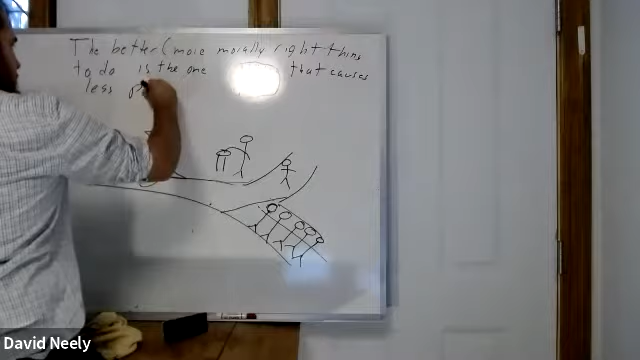 The better (more morally right thing
to do is the one that causes
less
David Neely